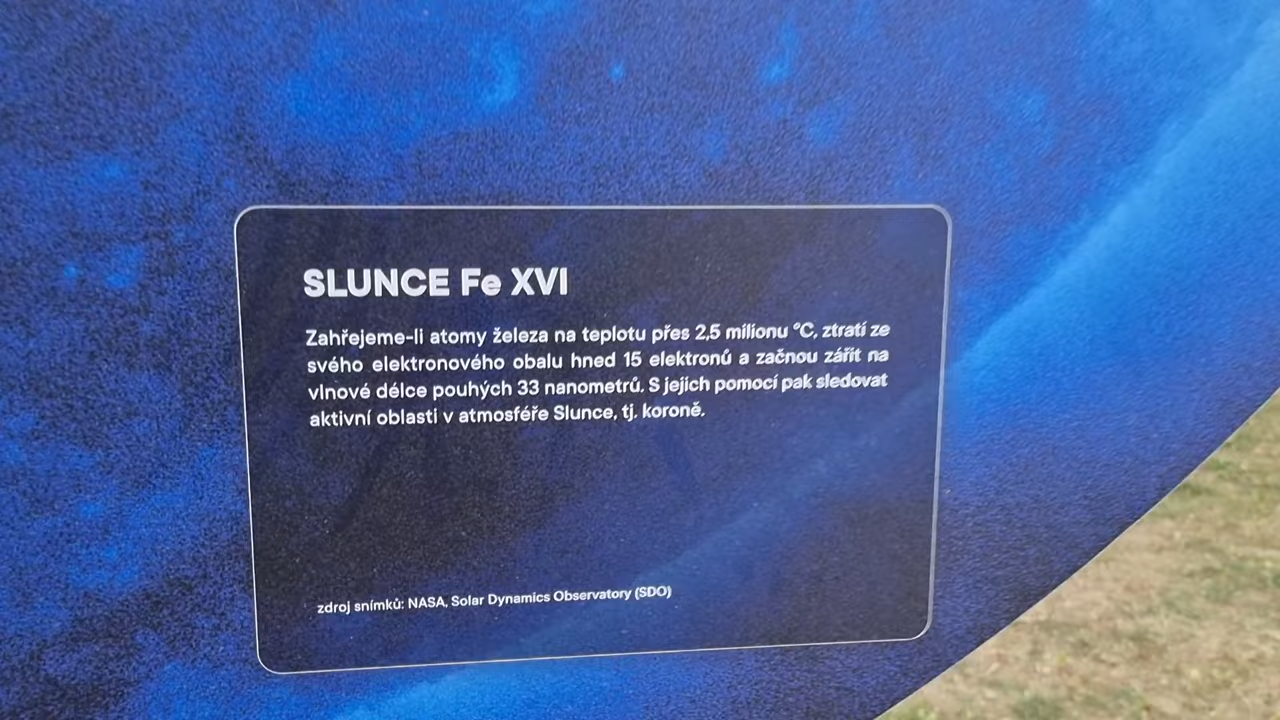 SLUNCE Fe XVI
Zahřejeme-li atomy železa na teplotu přes 2,5 milionu °C, ztratí ze
svého elektronového obalu hned 15 elektronů a začnou zářit na
vlnové délce pouhých 33 nanometrů. S jejich pomocí pak sledovat
aktivní oblasti v atmosféře Slunce, tj. koroně.
zdroj snímků: NASA, Solar Dynamics Observatory (SDO)